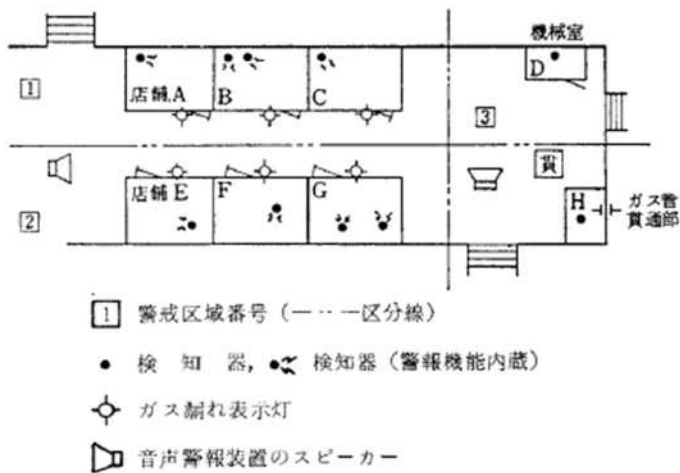 機械室
1
店舗A
B
C
D
3
貫
2
店舗E
F
G
H
ガス管
貫通部
1 警戒区域番号(―・・―区分線)
検知器, 検知器(警報機能内蔵)
ガス漏れ表示灯
音声警報装置のスピーカー